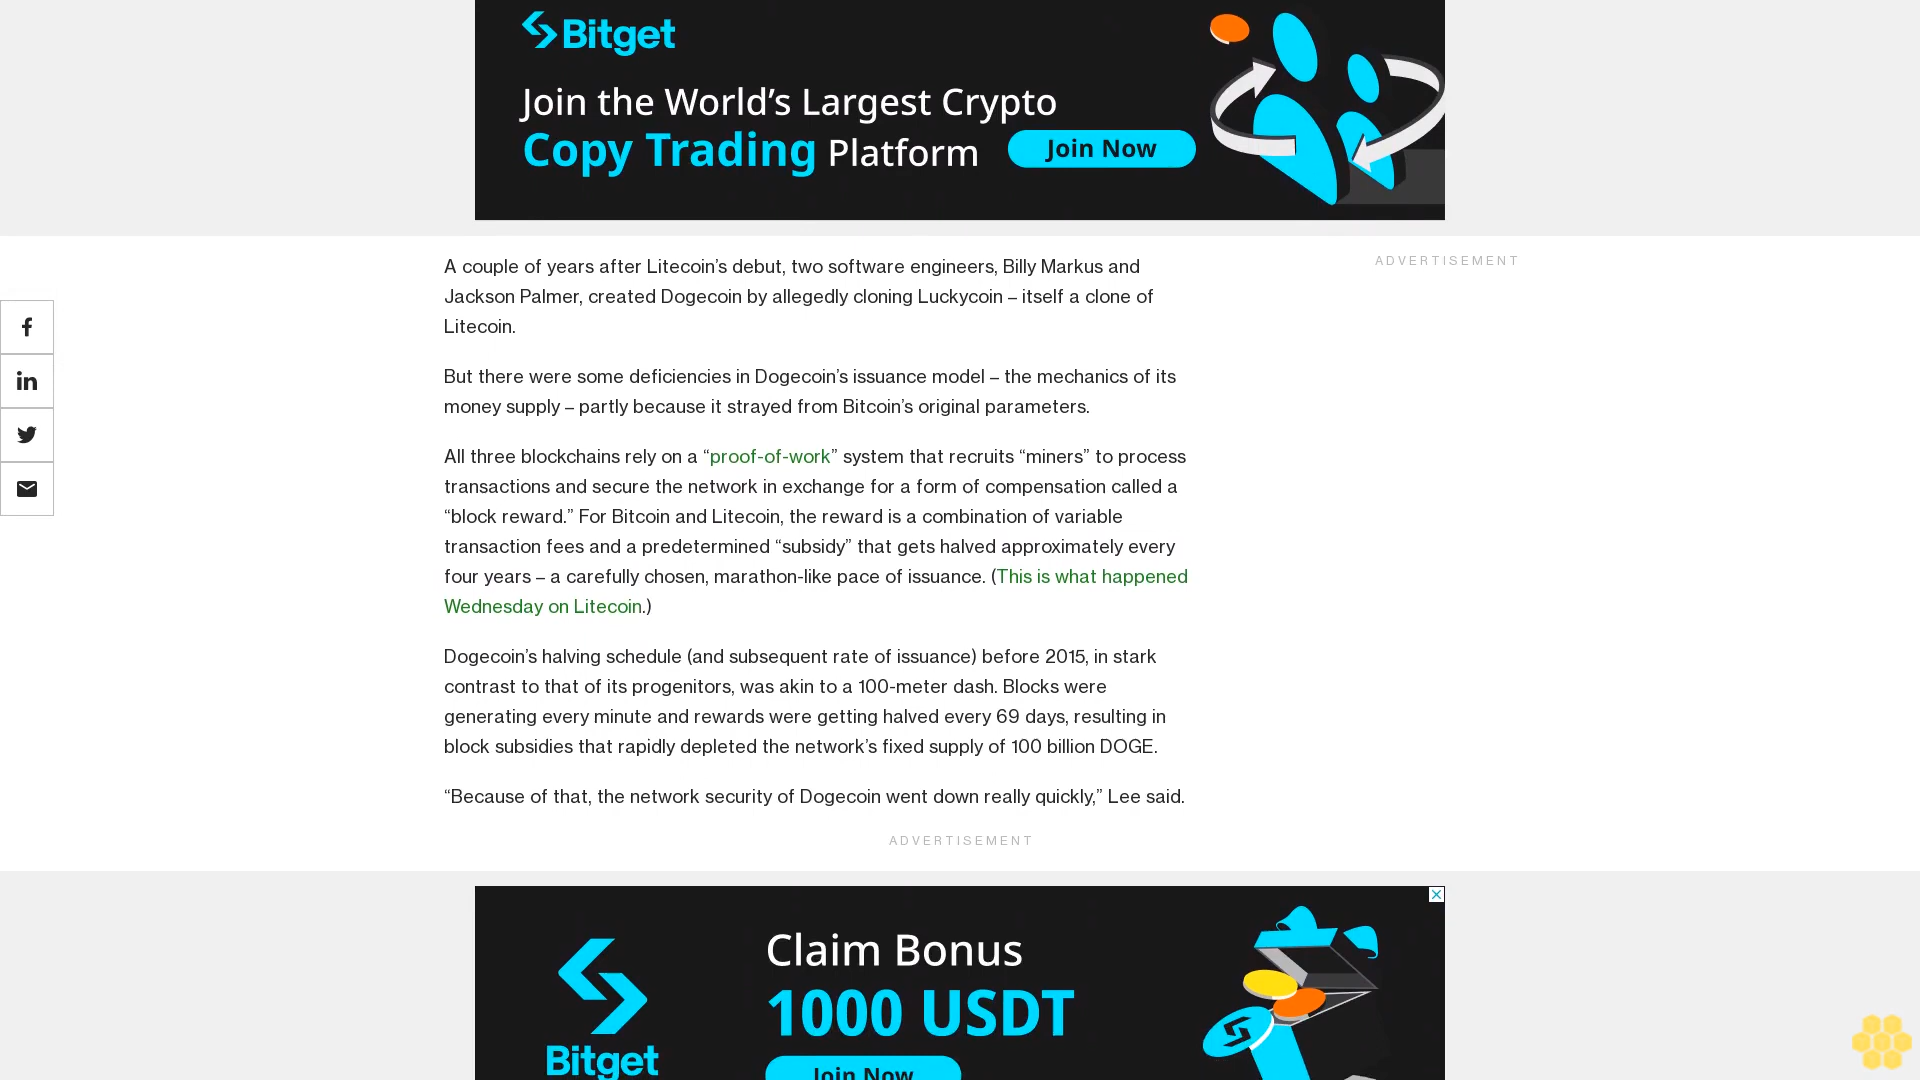 Bitget
Join the World’s Largest Crypto
Copy Trading Platform
Join Now
ADVERTISEMENT
A couple of years after Litecoin’s debut, two software engineers, Billy Markus and
Jackson Palmer, created Dogecoin by allegedly cloning Luckycoin – itself a clone of
Litecoin.
But there were some deficiencies in Dogecoin’s issuance model – the mechanics of its
money supply – partly because it strayed from Bitcoin’s original parameters.
All three blockchains rely on a “proof-of-work” system that recruits “miners” to process
transactions and secure the network in exchange for a form of compensation called a
“block reward.” For Bitcoin and Litecoin, the reward is a combination of variable
transaction fees and a predetermined “subsidy” that gets halved approximately every
four years – a carefully chosen, marathon-like pace of issuance. (This is what happened
Wednesday on Litecoin.)
Dogecoin’s halving schedule (and subsequent rate of issuance) before 2015, in stark
contrast to that of its progenitors, was akin to a 100-meter dash. Blocks were
generating every minute and rewards were getting halved every 69 days, resulting in
block subsidies that rapidly depleted the network’s fixed supply of 100 billion DOGE.
“Because of that, the network security of Dogecoin went down really quickly,” Lee said.
ADVERTISEMENT
Claim Bonus
1000 USDT
Bitget
Join Now